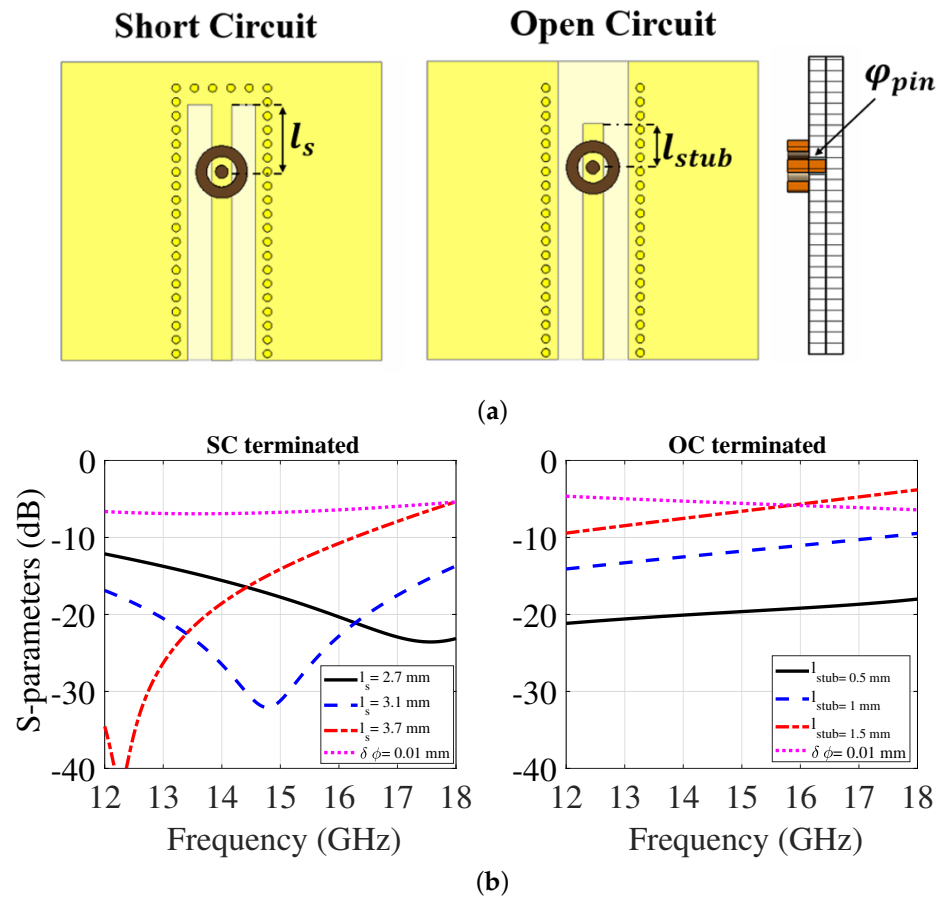 Short Circuit
Open Circuit
l_s
l_stub
φ_pin
(a)
SC terminated
S-parameters (dB)
0
-10
-20
-30
-40
12 13 14 15 16 17 18
Frequency (GHz)
l_s = 2.7 mm
l_s = 3.1 mm
l_s = 3.7 mm
δ ϕ= 0.01 mm
OC terminated
0
-10
-20
-30
-40
12 13 14 15 16 17 18
Frequency (GHz)
l_stub= 0.5 mm
l_stub= 1 mm
l_stub= 1.5 mm
δ ϕ= 0.01 mm
(b)